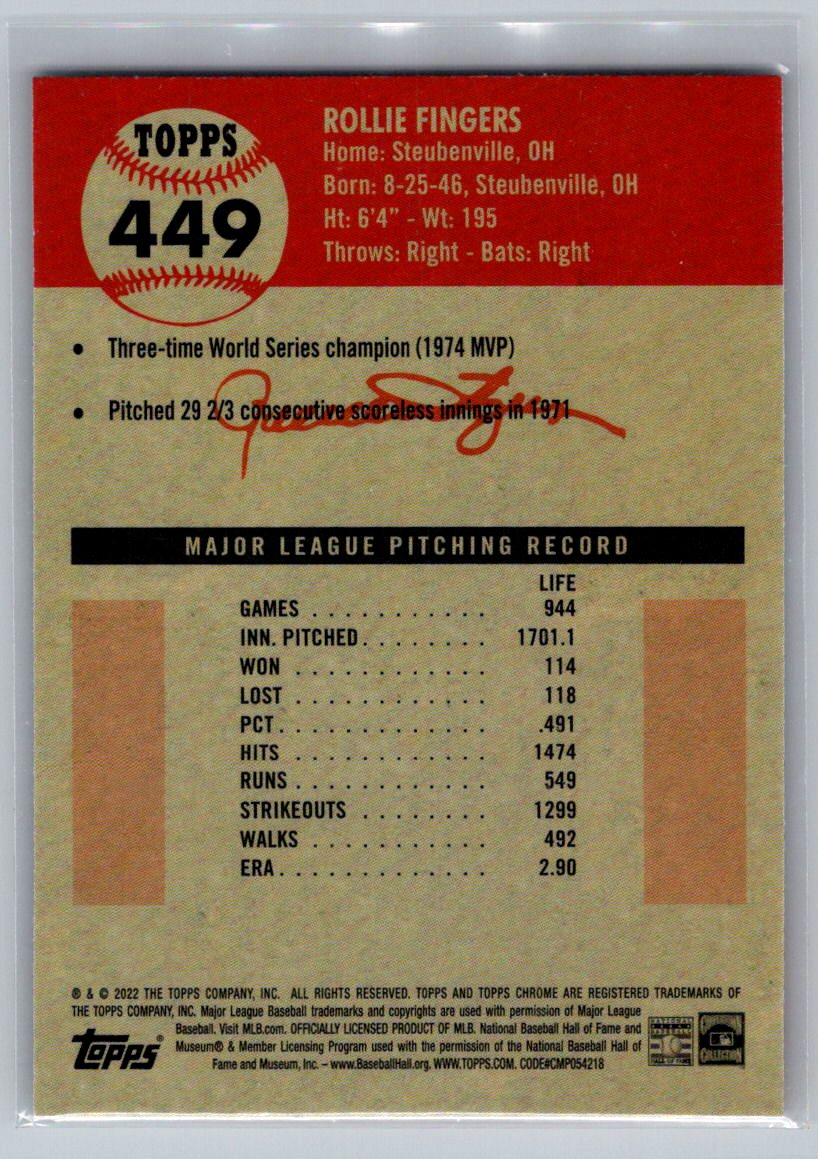 TOPPS
449
ROLLIE FINGERS
Home: Steubenville, OH
Born: 8-25-46, Steubenville, OH
Ht: 6'4" - Wt: 195
Throws: Right - Bats: Right
• Three-time World Series champion (1974 MVP)
• Pitched 29 2/3 consecutive scoreless innings in 1971
MAJOR LEAGUE PITCHING RECORD
LIFE
GAMES . . . . . . . . . . . 944
INN. PITCHED . . . . . . . . 1701.1
WON . . . . . . . . . . . . 114
LOST . . . . . . . . . . . . 118
PCT . . . . . . . . . . . . . .491
HITS . . . . . . . . . . . . 1474
RUNS . . . . . . . . . . . . 549
STRIKEOUTS . . . . . . . . 1299
WALKS . . . . . . . . . . . 492
ERA . . . . . . . . . . . . . 2.90
® & © 2022 THE TOPPS COMPANY, INC. ALL RIGHTS RESERVED. TOPPS AND TOPPS CHROME ARE REGISTERED TRADEMARKS OF
THE TOPPS COMPANY, INC. Major League Baseball trademarks and copyrights are used with permission of Major League
Baseball. Visit MLB.com. OFFICIALLY LICENSED PRODUCT OF MLB. National Baseball Hall of Fame and
Museum® & Member Licensing Program used with the permission of the National Baseball Hall of
Fame and Museum, Inc. – www.BaseballHall.org. WWW.TOPPS.COM. CODE#CMP054218
topps®